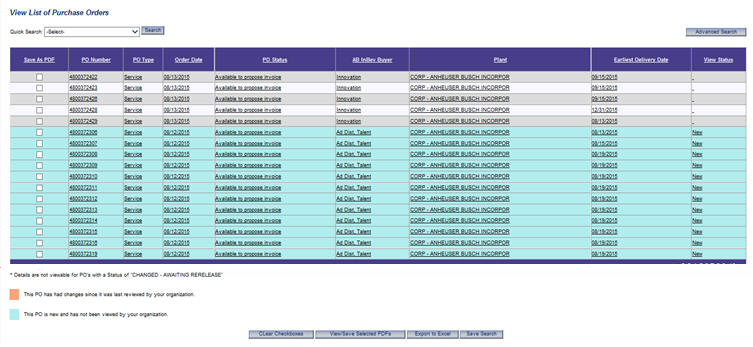 View List of Purchase Orders
Quick Search: -Select- Search Advanced Search
Save As PDF PO Number PO Type Order Date PO Status AB InBev Buyer Plant Earliest Delivery Date View Status
4800372422 Service 08/13/2015 Available to propose invoice Innovation CORP - ANHEUSER BUSCH INCORPOR 09/15/2015
4800372423 Service 08/13/2015 Available to propose invoice Innovation CORP - ANHEUSER BUSCH INCORPOR 09/15/2015
4800372426 Service 08/13/2015 Available to propose invoice Innovation CORP - ANHEUSER BUSCH INCORPOR 09/15/2015
4800372428 Service 08/13/2015 Available to propose invoice Innovation CORP - ANHEUSER BUSCH INCORPOR 12/31/2015
4800372429 Service 08/13/2015 Available to propose invoice Innovation CORP - ANHEUSER BUSCH INCORPOR 08/13/2015
4800372306 Service 08/12/2015 Available to propose invoice Ad Dist, Talent CORP - ANHEUSER BUSCH INCORPOR 08/13/2015 New
4800372307 Service 08/12/2015 Available to propose invoice Ad Dist, Talent CORP - ANHEUSER BUSCH INCORPOR 08/19/2015 New
4800372308 Service 08/12/2015 Available to propose invoice Ad Dist, Talent CORP - ANHEUSER BUSCH INCORPOR 08/19/2015 New
4800372309 Service 08/12/2015 Available to propose invoice Ad Dist, Talent CORP - ANHEUSER BUSCH INCORPOR 08/19/2015 New
4800372310 Service 08/12/2015 Available to propose invoice Ad Dist, Talent CORP - ANHEUSER BUSCH INCORPOR 08/19/2015 New
4800372311 Service 08/12/2015 Available to propose invoice Ad Dist, Talent CORP - ANHEUSER BUSCH INCORPOR 08/19/2015 New
4800372312 Service 08/12/2015 Available to propose invoice Ad Dist, Talent CORP - ANHEUSER BUSCH INCORPOR 08/19/2015 New
4800372313 Service 08/12/2015 Available to propose invoice Ad Dist, Talent CORP - ANHEUSER BUSCH INCORPOR 08/19/2015 New
4800372314 Service 08/12/2015 Available to propose invoice Ad Dist, Talent CORP - ANHEUSER BUSCH INCORPOR 08/19/2015 New
4800372315 Service 08/12/2015 Available to propose invoice Ad Dist, Talent CORP - ANHEUSER BUSCH INCORPOR 08/19/2015 New
4800372316 Service 08/12/2015 Available to propose invoice Ad Dist, Talent CORP - ANHEUSER BUSCH INCORPOR 08/19/2015 New
4800372319 Service 08/12/2015 Available to propose invoice Ad Dist, Talent CORP - ANHEUSER BUSCH INCORPOR 08/19/2015 New
* Details are not viewable for PO's with a Status of "CHANGED - AWAITING RERELEASE"
This PO has had changes since it was last reviewed by your organization.
This PO is new and has not been viewed by your organization.
CLear Checkboxes View/Save Selected PDFs Export to Excel Save Search